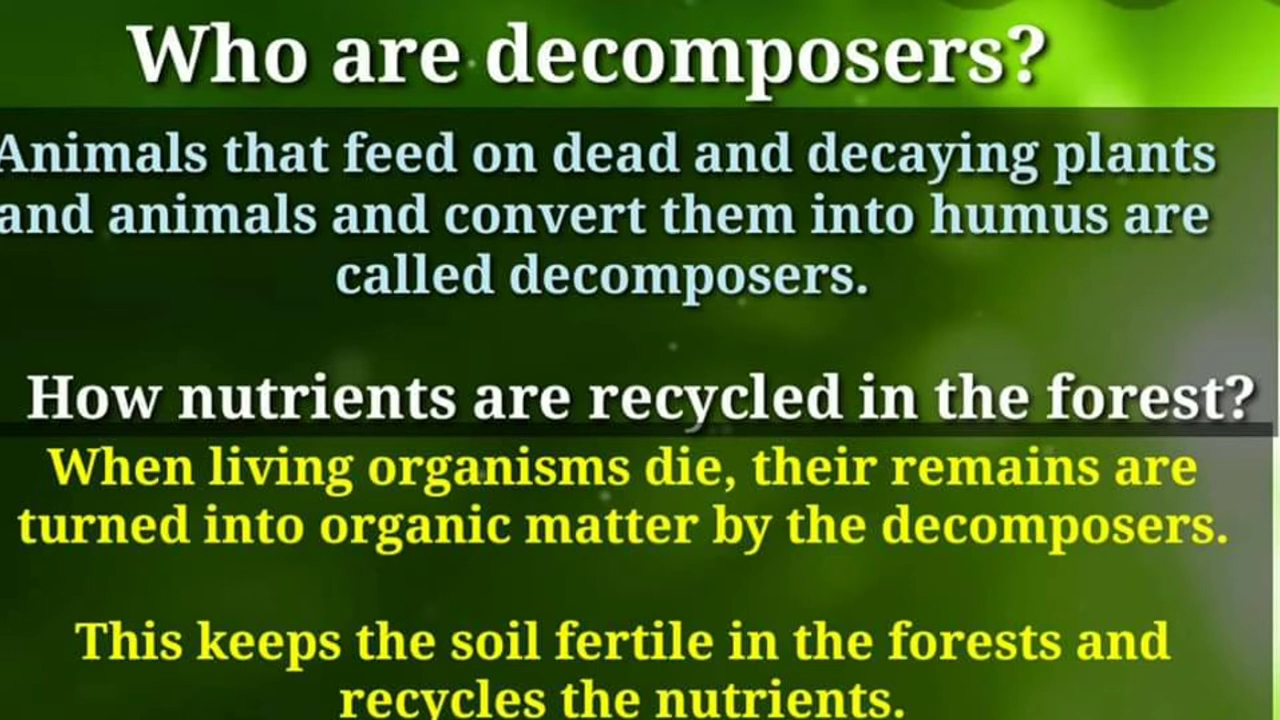 Who are decomposers?
Animals that feed on dead and decaying plants
and animals and convert them into humus are
called decomposers.
How nutrients are recycled in the forest?
When living organisms die, their remains are
turned into organic matter by the decomposers.
This keeps the soil fertile in the forests and
recycles the nutrients.